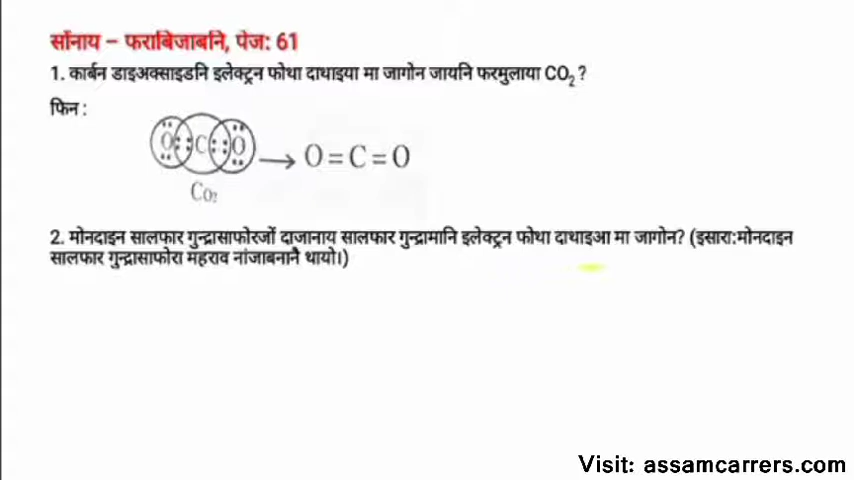 सोंनाय – फराबिजाबनि, पेज: 61
1. कार्बन डाइअक्साइडनि इलेक्ट्रन फोथा दाथाइया मा जागोन जायनि फरमुलाया CO₂ ?
फिन :
O C O → O = C = O
Co₂
2. मोनदाइन सालफार गुन्द्रासाफोरजों दाजानाय सालफार गुन्द्रामानि इलेक्ट्रन फोथा दाथाइआ मा जागोन? (इसारा:मोनदाइन
सालफार गुन्द्रासाफोरा महराव नांजाबनानै थायो।)
Visit: assamcarrers.com